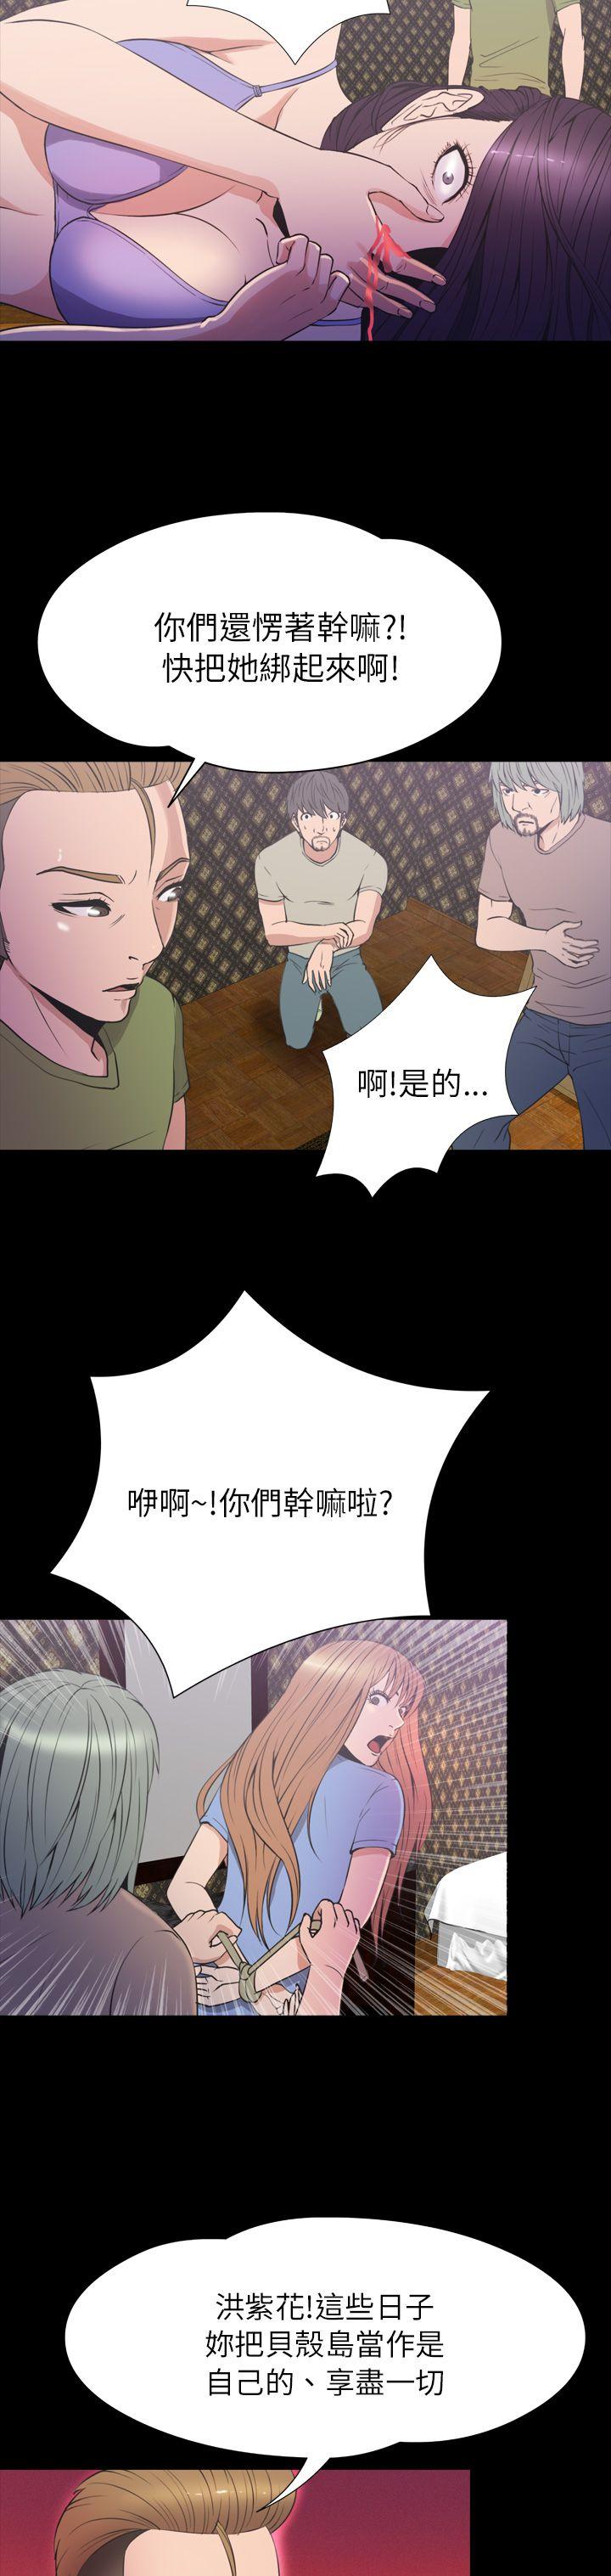 你們還愣著幹嘛?!
快把她綁起來啊!
啊!是的...
咿啊~!你們幹嘛啦?
洪紫花!這些日子
妳把貝殼島當作是
自己的、享盡一切